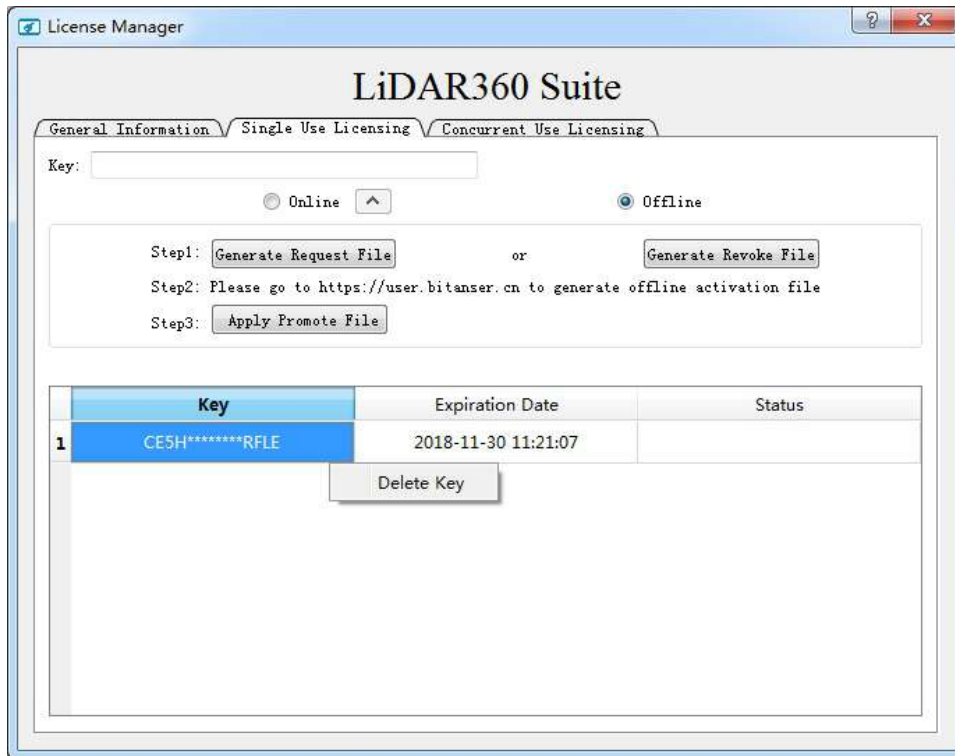 License Manager
LiDAR360 Suite
General Information Single Use Licensing Concurrent Use Licensing
Key:
Online Offline
Step1: Generate Request File or Generate Revoke File
Step2: Please go to https://user.bitanser.cn to generate offline activation file
Step3: Apply Promote File
Key Expiration Date Status
1 CE5H********RFLE 2018-11-30 11:21:07
Delete Key